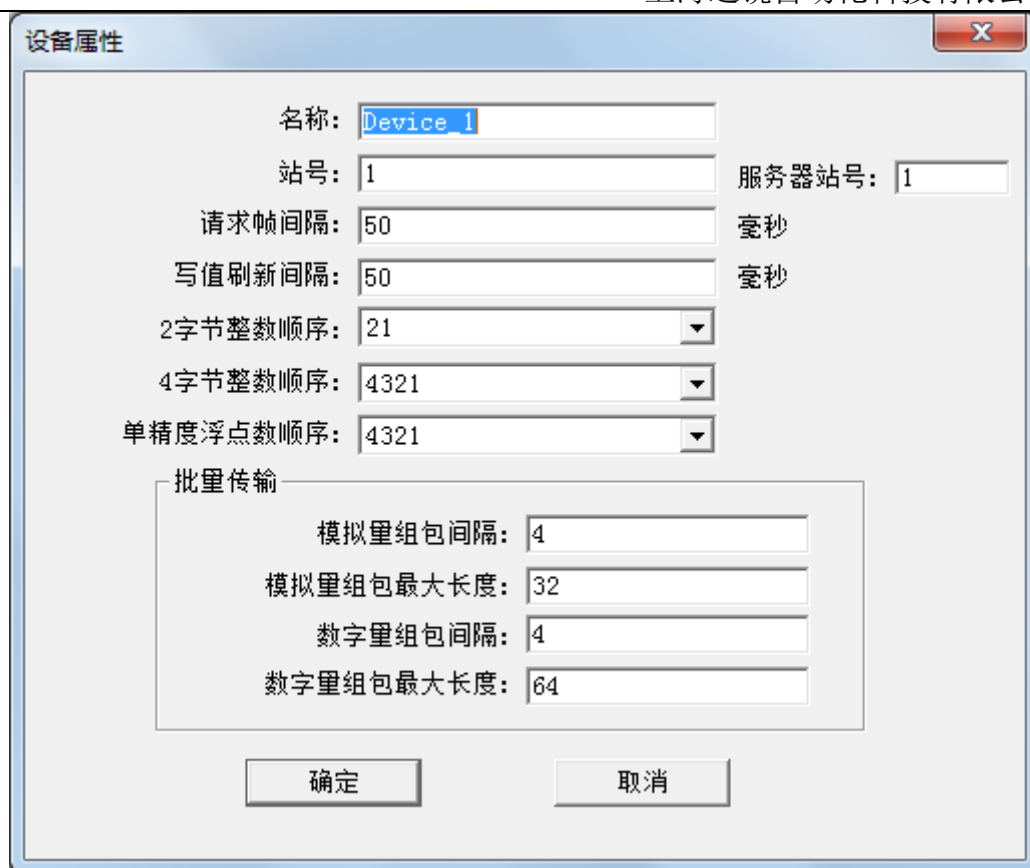 设备属性
名称: Device_1
站号: 1 服务器站号: 1
请求帧间隔: 50 毫秒
写值刷新间隔: 50 毫秒
2字节整数顺序: 21
4字节整数顺序: 4321
单精度浮点数顺序: 4321
批量传输
模拟量组包间隔: 4
模拟量组包最大长度: 32
数字量组包间隔: 4
数字量组包最大长度: 64
确定 取消